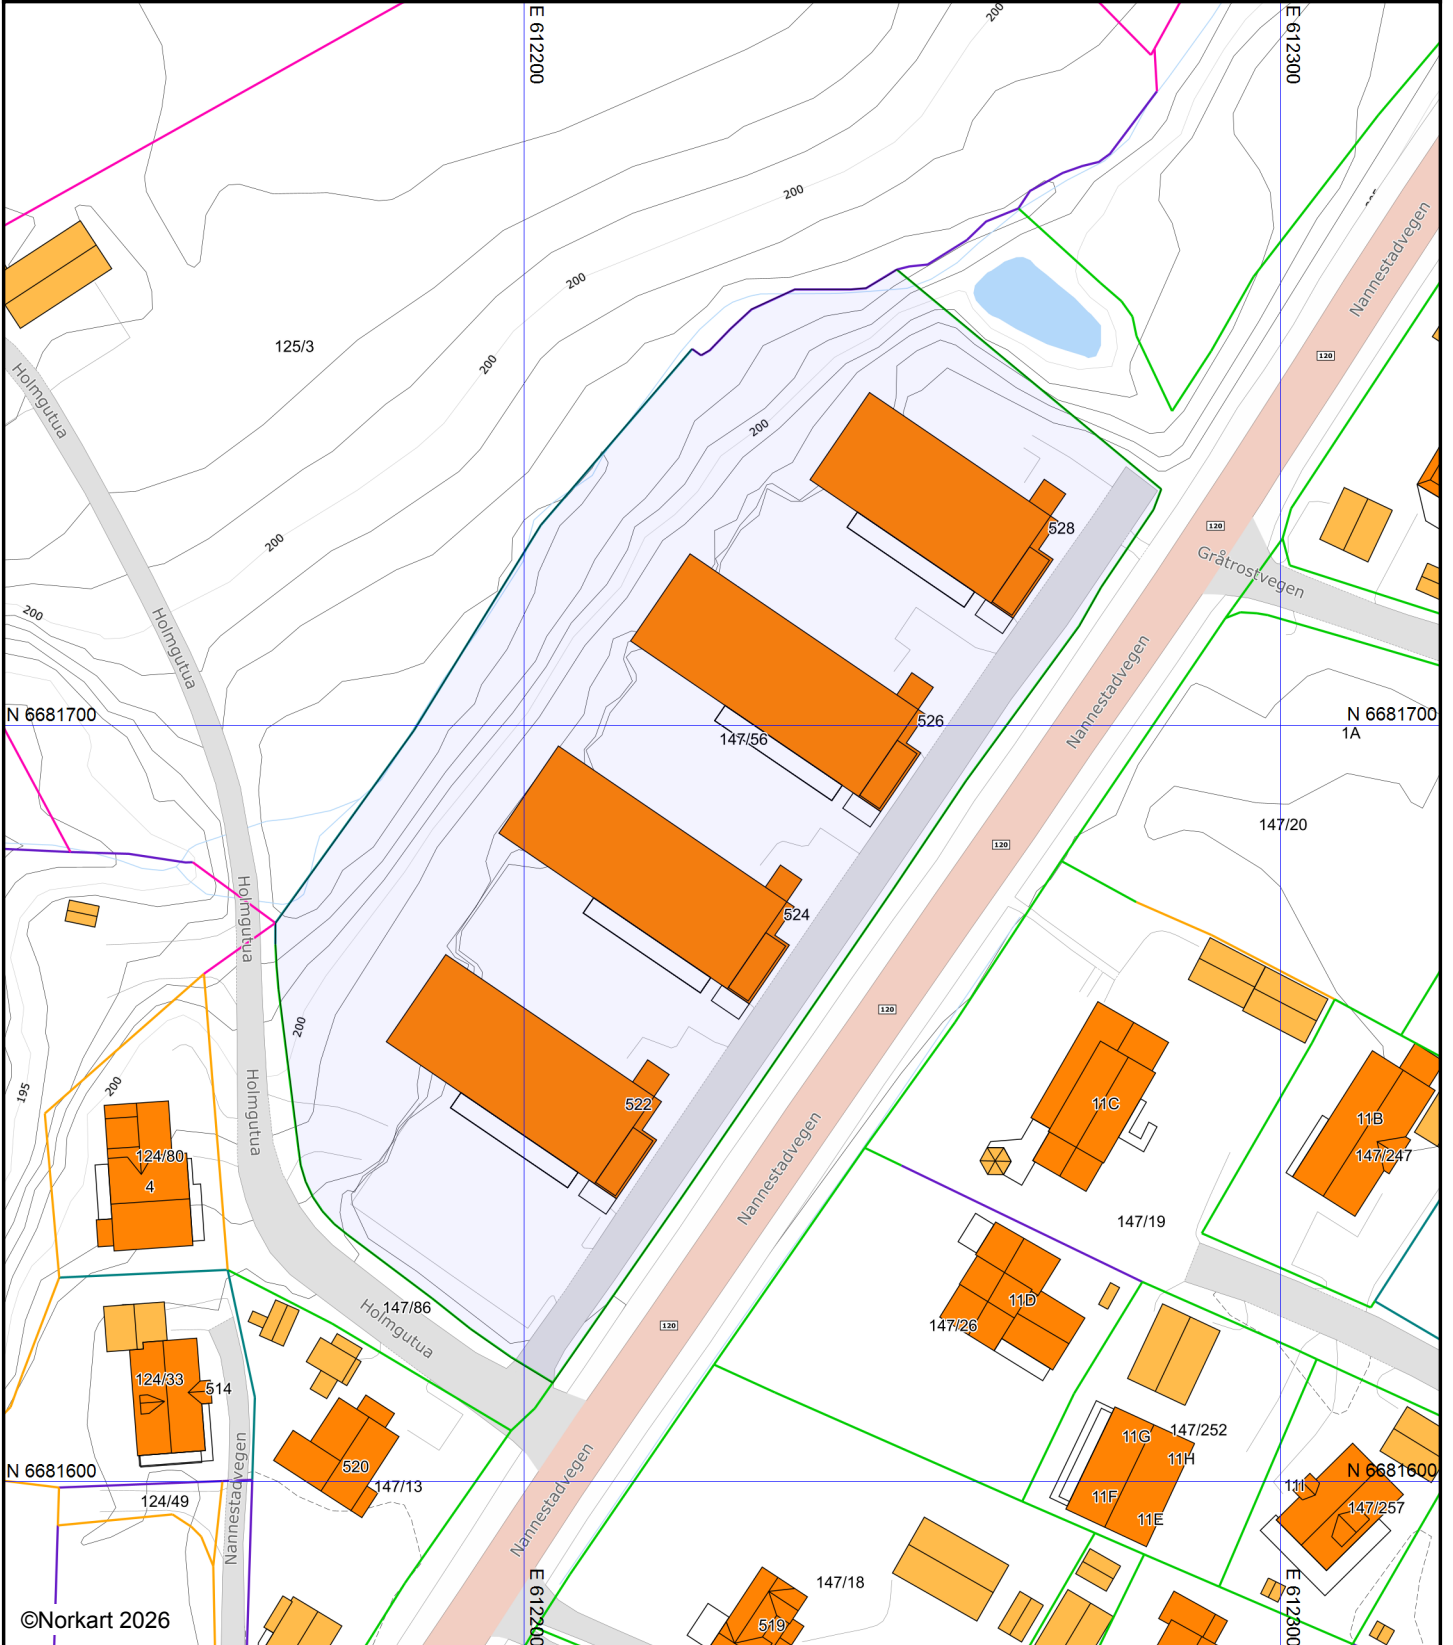 E 612200
E 612300
200
200
200
Nannestadvegen
125/3
120
200
Holmgutua
200
528
120
200
Gråtrostvegen
200
Holmgutua
Nannestadvegen
N 6681700
526
N 6681700
147/56
1A
147/20
120
Holmgutua
524
120
200
195
200
Holmgutua
522
11C
11B
124/80
147/247
4
Nannestadvegen
147/19
147/86
11D
Holmgutua
147/26
120
124/33
514
147/252
11G
11H
520
N 6681600
N 6681600
147/13
11I
124/49
11F
147/257
11E
Nannestadvegen
Nannestadvegen
147/18
E 612200
E 612300
©Norkart 2026
519